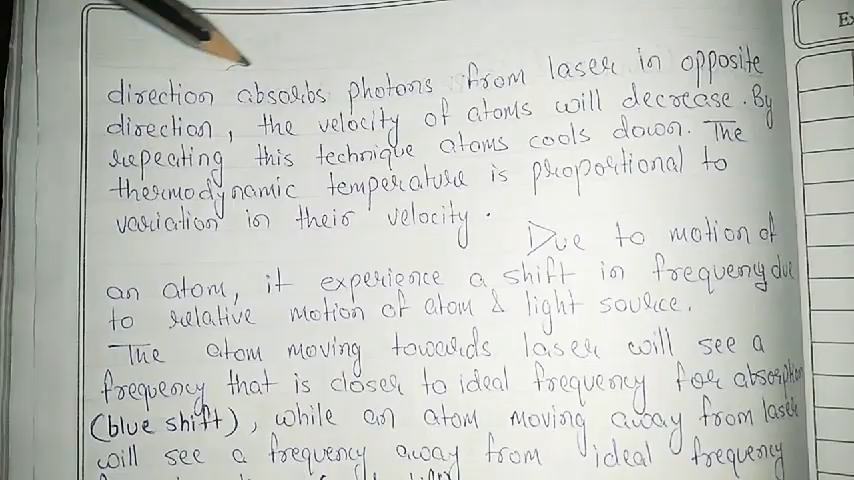 Ex
direction absorbs photons from laser in opposite
direction, the velocity of atoms will decrease. By
repeating this technique atoms cools down. The
thermodynamic temperature is propotional to
variation in their velocity.
Due to motion of
an atom, it experience a shift in frequency due
to relative motion of atom & light source.
The atom moving towards laser will see a
frequency that is closer to ideal frequency for absorption
(blue shift), while an atom moving away from laser
will see a frequency away from ideal frequency